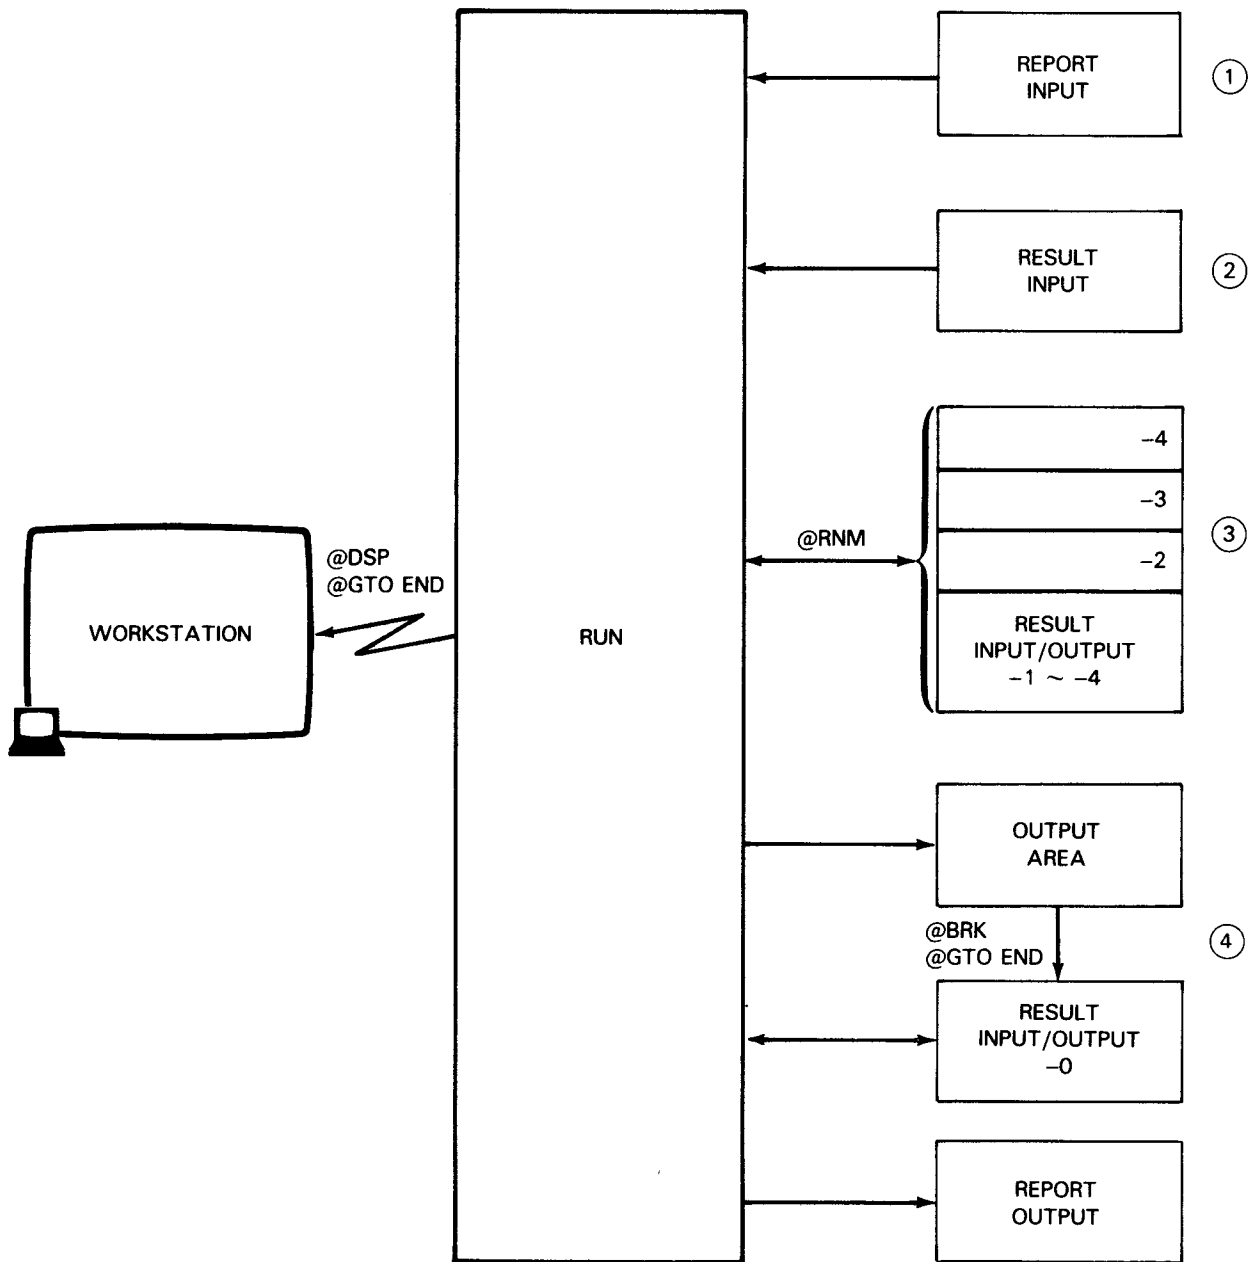 REPORT
INPUT
1
RESULT
INPUT
2
-4
-3
-2
RESULT
INPUT/OUTPUT
-1 ~ -4
3
@RNM
@DSP
@GTO END
WORKSTATION
RUN
OUTPUT
AREA
@BRK
@GTO END
4
RESULT
INPUT/OUTPUT
-0
REPORT
OUTPUT